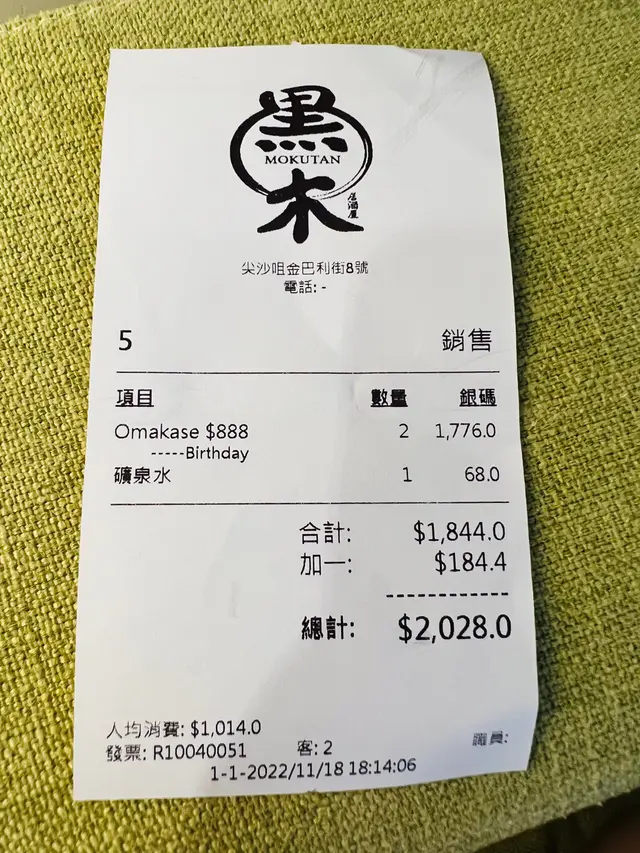 黑
MOKUTAN
木
居酒屋
尖沙咀金巴利街8號
電話: -
5 銷售
項目 數量 銀碼
Omakase $888 2 1,776.0
-----Birthday
礦泉水 1 68.0
合計: $1,844.0
加一: $184.4
------------
總計: $2,028.0
人均消費: $1,014.0
發票: R10040051 客: 2 職員:
1-1-2022/11/18 18:14:06